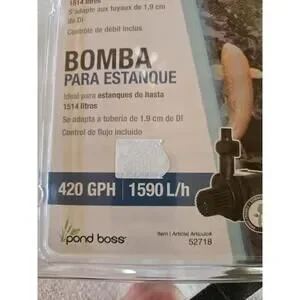 1514 litros
S'adapte aux tuyaux de 1,9 cm
de DI
Contrôle de débit inclus.
BOMBA
PARA ESTANQUE
Ideal para estanques de hasta
1514 litros
Se adapta a tubería de 1.9 cm de DI
Control de flujo incluido
420 GPH 1590 L/h
pond boss
Item | Article| Artículo#
52718